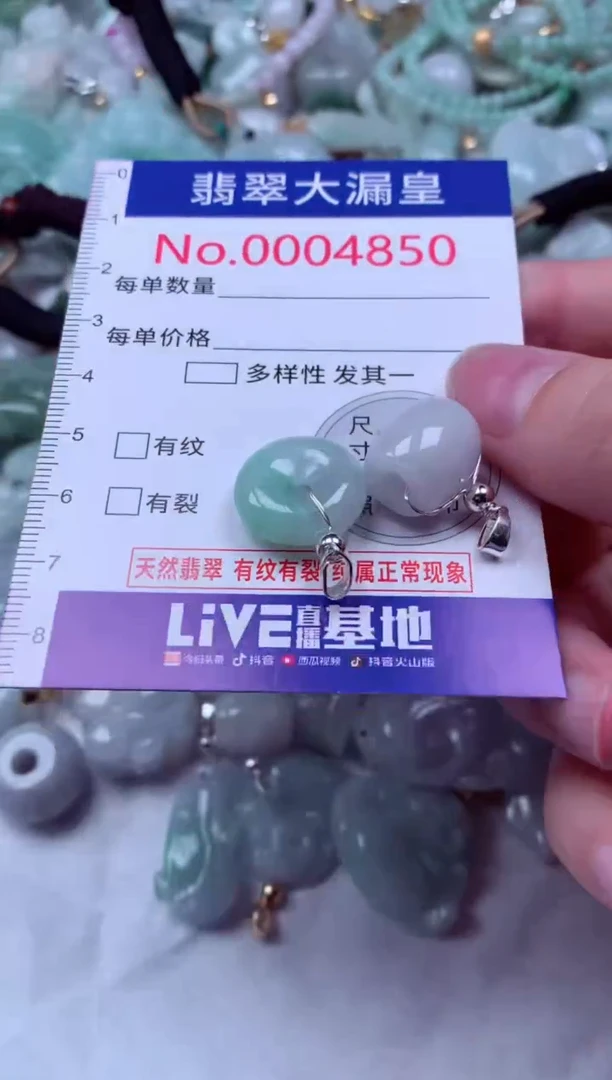 0
翡翠大漏皇
1
No.0004850
2
每单数量
3
每单价格
4
多样性 发其一
5
有纹
尺
寸
6
有裂
天然翡翠 有纹有裂 属正常现象
7
LiVE直播基地
8
今日头条 抖音 西瓜视频 抖音火山版